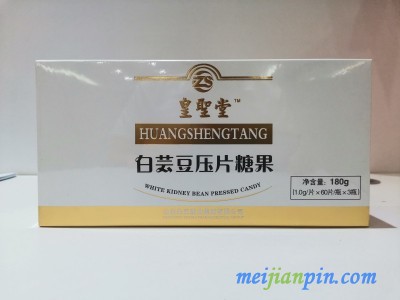 ZS
皇聖堂™
HUANGSHENGTANG
白芸豆压片糖果
WHITE KIDNEY BEAN PRESSED CANDY
净含量：180g
(1.0g/片×60片/瓶×3瓶)
meijianpin.com